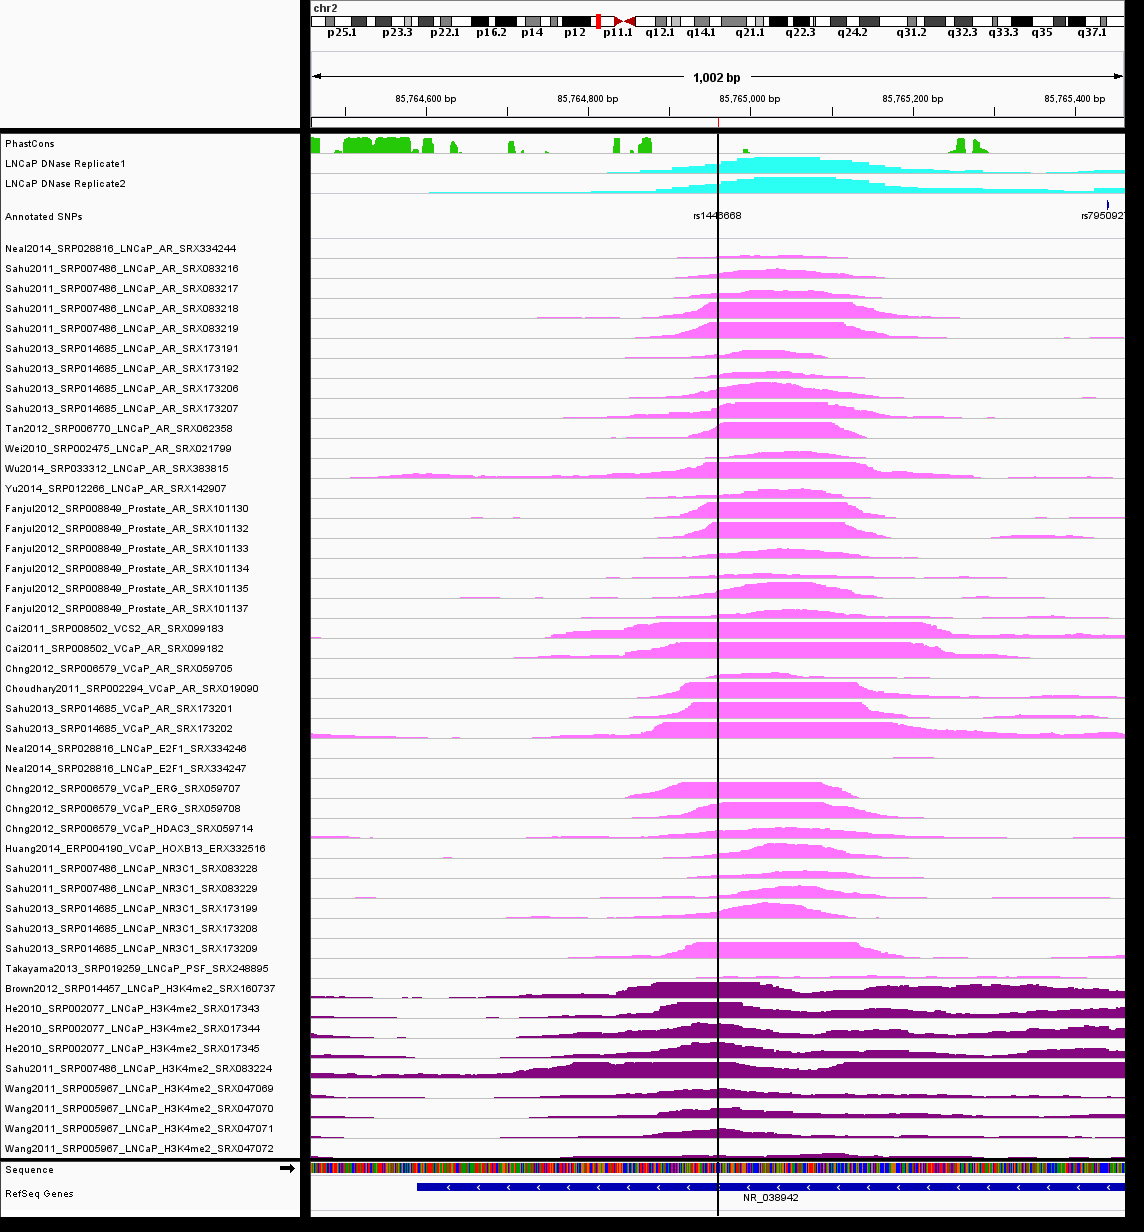 chr2
p25.1 p23.3 p22.1 p16.2 p14 p12 p11.1 q12.1 q14.1 q21.1 q22.3 q24.2 q31.2 q32.3 q33.3 q35 q37.1
1,002 bp
85,764,600 bp 85,764,800 bp 85,765,000 bp 85,765,200 bp 85,765,400 bp
PhastCons
LNCaP DNase Replicate1
LNCaP DNase Replicate2
Annotated SNPs rs1446668 rs7950927
Neal2014_SRP028816_LNCaP_AR_SRX334244
Sahu2011_SRP007486_LNCaP_AR_SRX083216
Sahu2011_SRP007486_LNCaP_AR_SRX083217
Sahu2011_SRP007486_LNCaP_AR_SRX083218
Sahu2011_SRP007486_LNCaP_AR_SRX083219
Sahu2013_SRP014685_LNCaP_AR_SRX173191
Sahu2013_SRP014685_LNCaP_AR_SRX173192
Sahu2013_SRP014685_LNCaP_AR_SRX173206
Sahu2013_SRP014685_LNCaP_AR_SRX173207
Tan2012_SRP006770_LNCaP_AR_SRX062358
Wei2010_SRP002475_LNCaP_AR_SRX021799
Wu2014_SRP033312_LNCaP_AR_SRX383815
Yu2014_SRP012266_LNCaP_AR_SRX142907
Fanjul2012_SRP008849_Prostate_AR_SRX101130
Fanjul2012_SRP008849_Prostate_AR_SRX101132
Fanjul2012_SRP008849_Prostate_AR_SRX101133
Fanjul2012_SRP008849_Prostate_AR_SRX101134
Fanjul2012_SRP008849_Prostate_AR_SRX101135
Fanjul2012_SRP008849_Prostate_AR_SRX101137
Cai2011_SRP008502_VCS2_AR_SRX099183
Cai2011_SRP008502_VCaP_AR_SRX099182
Chng2012_SRP006579_VCaP_AR_SRX059705
Choudhary2011_SRP002294_VCaP_AR_SRX019090
Sahu2013_SRP014685_VCaP_AR_SRX173201
Sahu2013_SRP014685_VCaP_AR_SRX173202
Neal2014_SRP028816_LNCaP_E2F1_SRX334246
Neal2014_SRP028816_LNCaP_E2F1_SRX334247
Chng2012_SRP006579_VCaP_ERG_SRX059707
Chng2012_SRP006579_VCaP_ERG_SRX059708
Chng2012_SRP006579_VCaP_HDAC3_SRX059714
Huang2014_ERP004190_VCaP_HOXB13_ERX332516
Sahu2011_SRP007486_LNCaP_NR3C1_SRX083228
Sahu2011_SRP007486_LNCaP_NR3C1_SRX083229
Sahu2013_SRP014685_LNCaP_NR3C1_SRX173199
Sahu2013_SRP014685_LNCaP_NR3C1_SRX173208
Sahu2013_SRP014685_LNCaP_NR3C1_SRX173209
Takayama2013_SRP019259_LNCaP_PSF_SRX248895
Brown2012_SRP014457_LNCaP_H3K4me2_SRX160737
He2010_SRP002077_LNCaP_H3K4me2_SRX017343
He2010_SRP002077_LNCaP_H3K4me2_SRX017344
He2010_SRP002077_LNCaP_H3K4me2_SRX017345
Sahu2011_SRP007486_LNCaP_H3K4me2_SRX083224
Wang2011_SRP005967_LNCaP_H3K4me2_SRX047069
Wang2011_SRP005967_LNCaP_H3K4me2_SRX047070
Wang2011_SRP005967_LNCaP_H3K4me2_SRX047071
Wang2011_SRP005967_LNCaP_H3K4me2_SRX047072
Sequence
RefSeq Genes
NR_038942